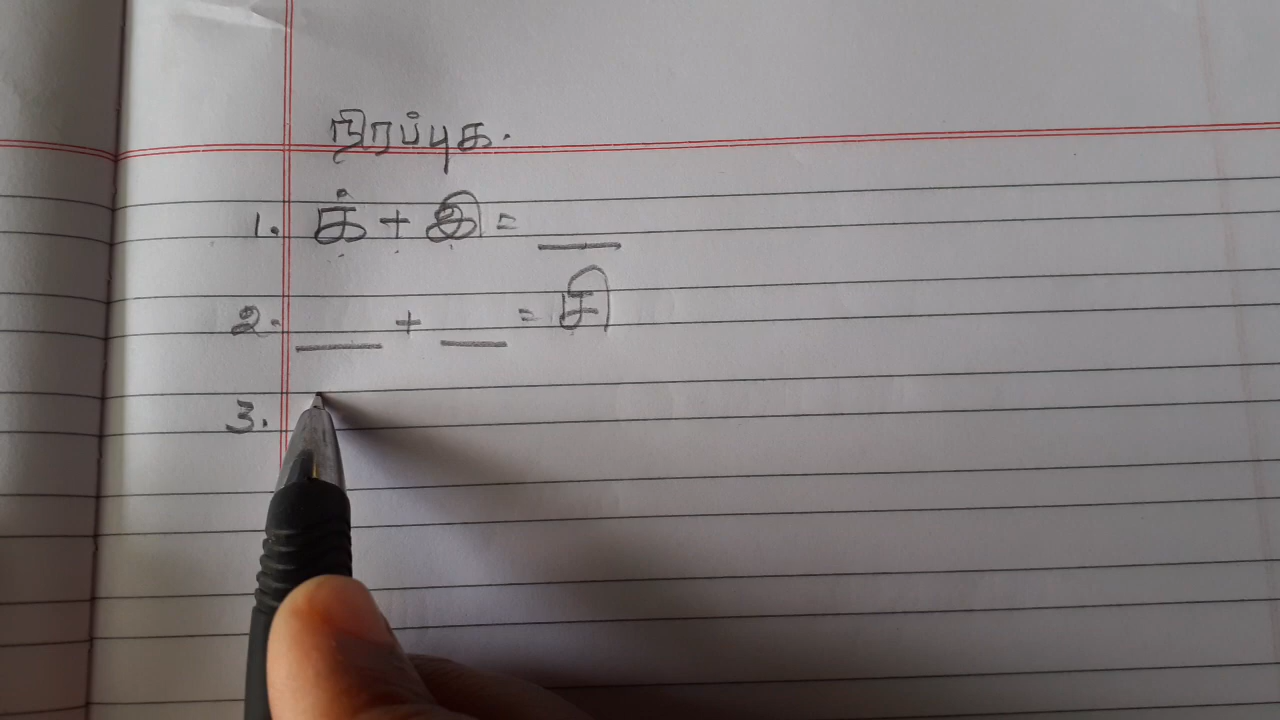 நிரப்புக.
1. க் + இ = ___
2. ___ + ___ = சி
3.